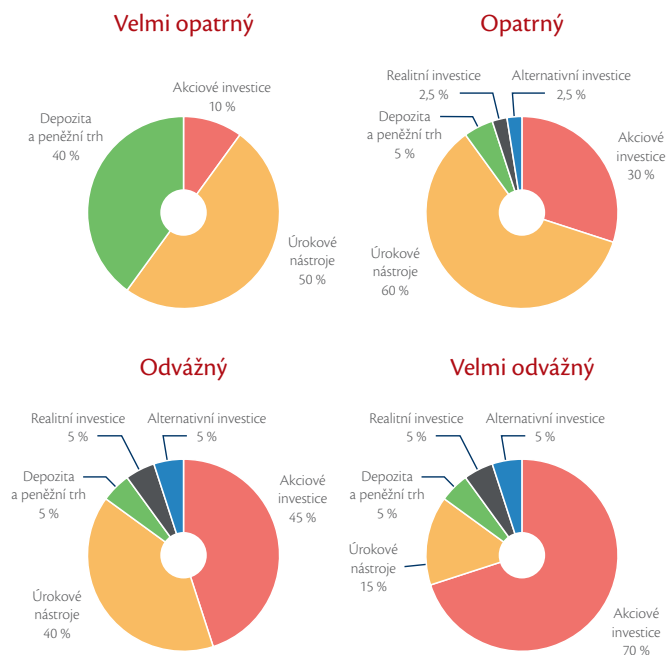 Velmi opatrný
Akciové investice
10 %
Depozita
a peněžní trh
40 %
Úrokové
nástroje
50 %
Opatrný
Realitní investice
2,5 %
Alternativní investice
2,5 %
Depozita
a peněžní trh
5 %
Akciové
investice
30 %
Úrokové
nástroje
60 %
Odvážný
Realitní investice
5 %
Alternativní investice
5 %
Depozita
a peněžní trh
5 %
Akciové
investice
45 %
Úrokové
nástroje
40 %
Velmi odvážný
Realitní investice
5 %
Alternativní investice
5 %
Depozita
a peněžní trh
5 %
Úrokové
nástroje
15 %
Akciové
investice
70 %